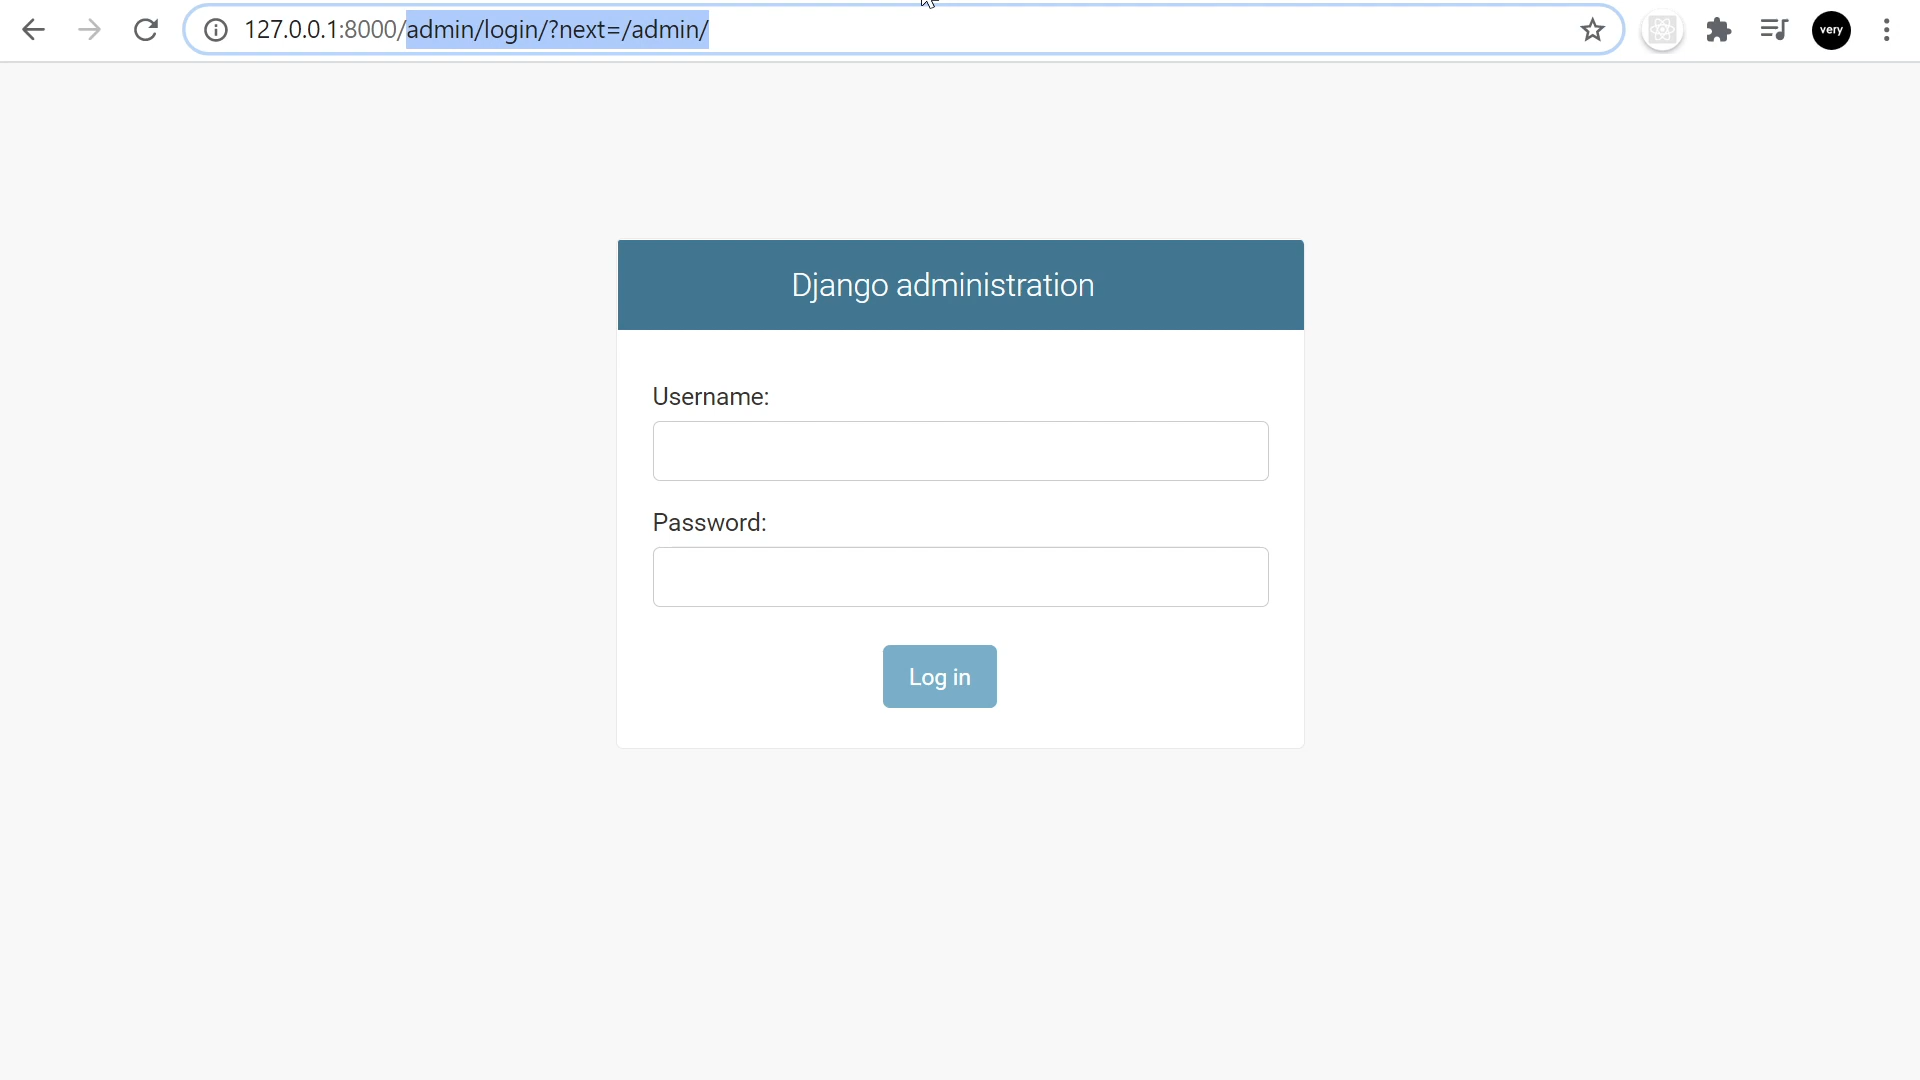 127.0.0.1:8000/admin/login/?next=/admin/
very
Django administration
Username:
Password:
Log in